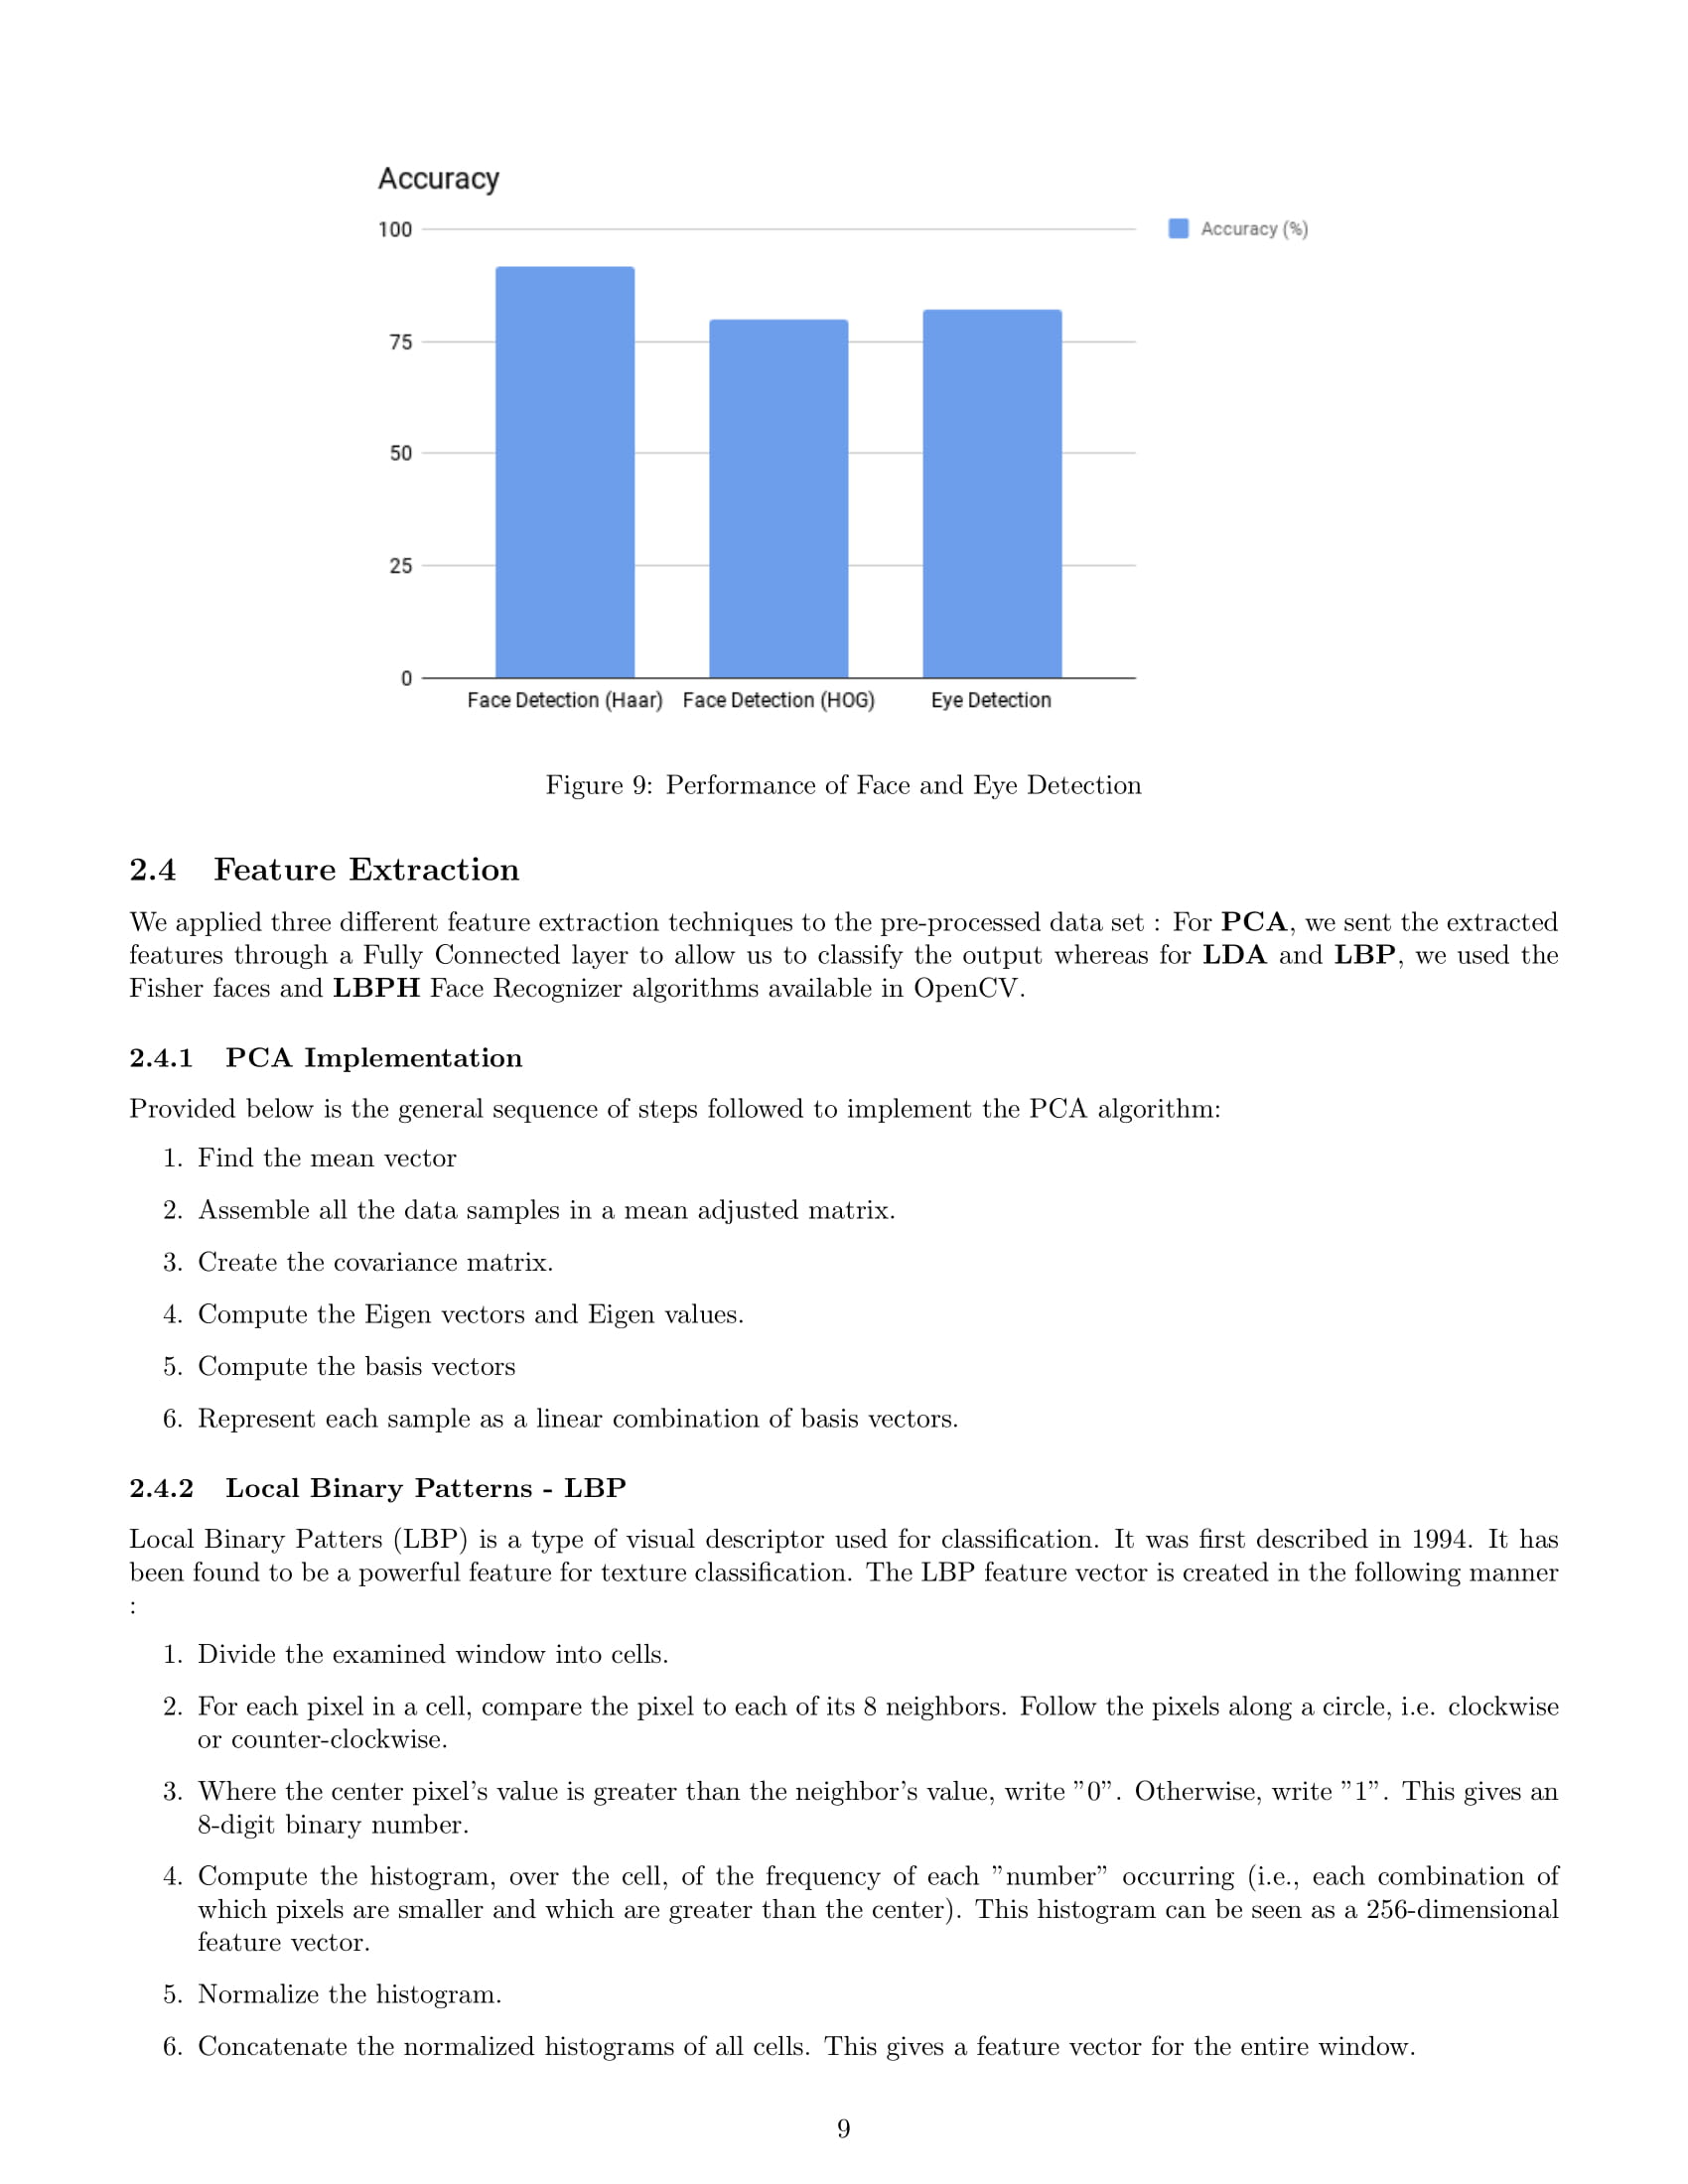 Accuracy
100
Accuracy (%)
75
50
25
0
Face Detection (Haar) Face Detection (HOG) Eye Detection
Figure 9: Performance of Face and Eye Detection
2.4 Feature Extraction
We applied three different feature extraction techniques to the pre-processed data set : For PCA, we sent the extracted
features through a Fully Connected layer to allow us to classify the output whereas for LDA and LBP, we used the
Fisher faces and LBPH Face Recognizer algorithms available in OpenCV.
2.4.1 PCA Implementation
Provided below is the general sequence of steps followed to implement the PCA algorithm:
1. Find the mean vector
2. Assemble all the data samples in a mean adjusted matrix.
3. Create the covariance matrix.
4. Compute the Eigen vectors and Eigen values.
5. Compute the basis vectors
6. Represent each sample as a linear combination of basis vectors.
2.4.2 Local Binary Patterns - LBP
Local Binary Patters (LBP) is a type of visual descriptor used for classification. It was first described in 1994. It has
been found to be a powerful feature for texture classification. The LBP feature vector is created in the following manner
:
1. Divide the examined window into cells.
2. For each pixel in a cell, compare the pixel to each of its 8 neighbors. Follow the pixels along a circle, i.e. clockwise
or counter-clockwise.
3. Where the center pixel's value is greater than the neighbor's value, write ”0”. Otherwise, write ”1”. This gives an
8-digit binary number.
4. Compute the histogram, over the cell, of the frequency of each ”number” occurring (i.e., each combination of
which pixels are smaller and which are greater than the center). This histogram can be seen as a 256-dimensional
feature vector.
5. Normalize the histogram.
6. Concatenate the normalized histograms of all cells. This gives a feature vector for the entire window.
9